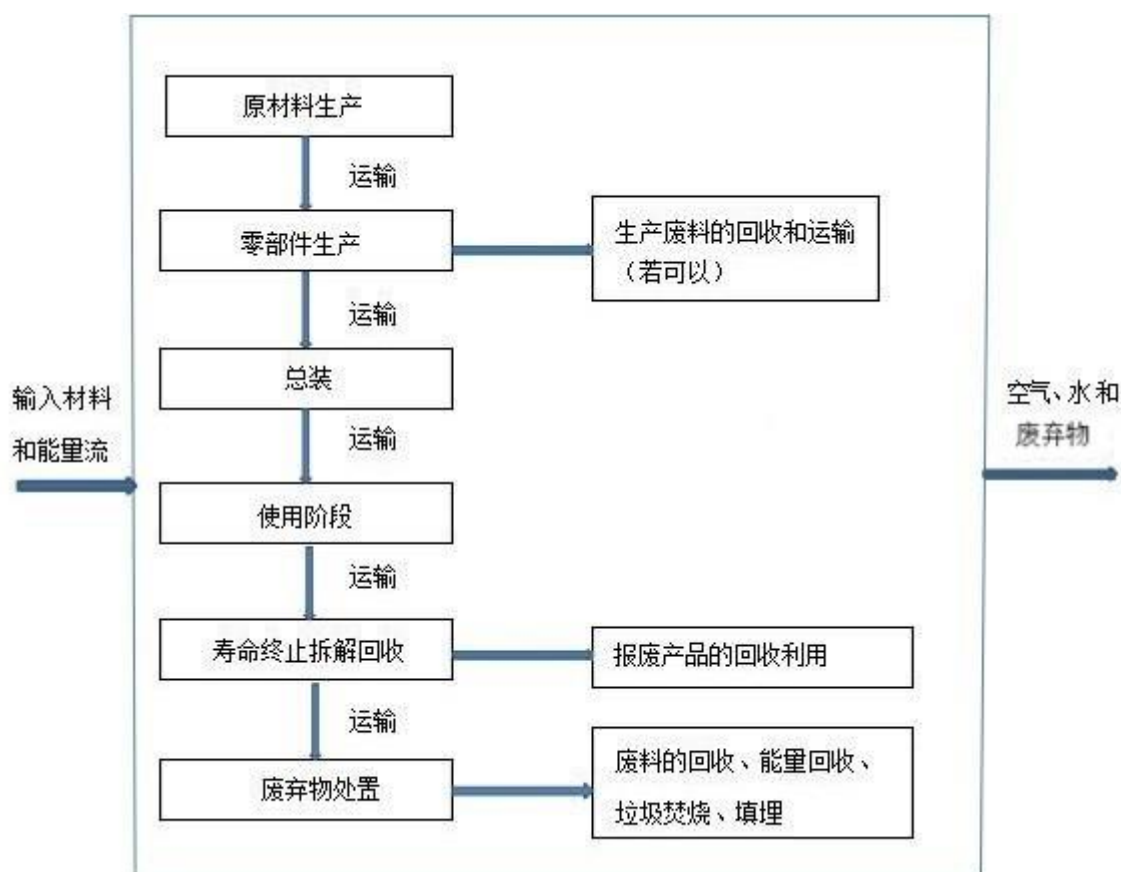 原材料生产
运输
零部件生产
生产废料的回收和运输
（若可以）
运输
总装
输入材料
和能量流
空气、水和
废弃物
运输
使用阶段
运输
寿命终止拆解回收
报废产品的回收利用
运输
废弃物处置
废料的回收、能量回收、
垃圾焚烧、填埋